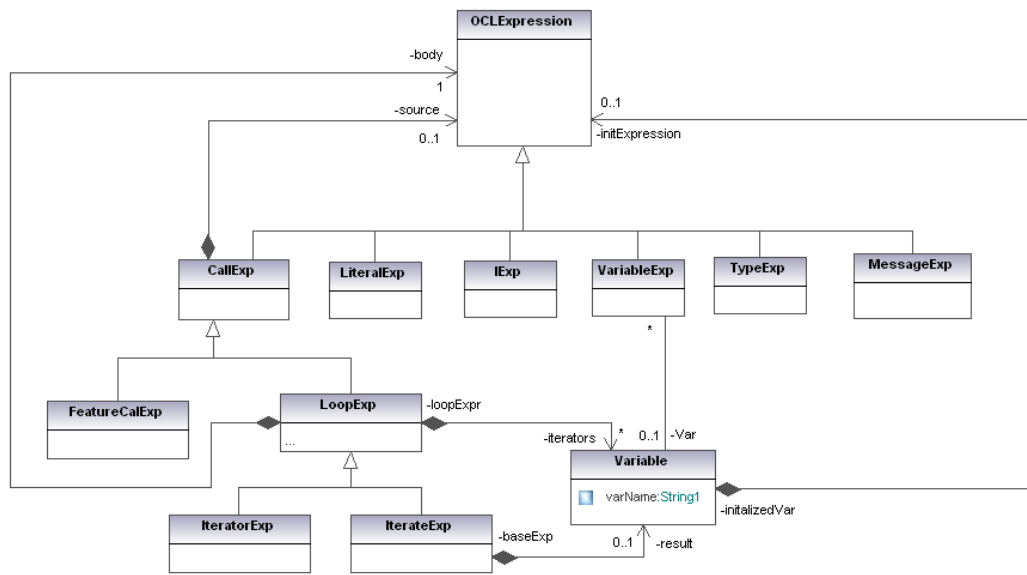 OCLExpression
-body
1
-source
0..1
0..1
-initExpression
CallExp
LiteralExp
IExp
VariableExp
TypeExp
MessageExp
*
FeatureCalExp
LoopExp
...
-loopExpr
-iterators
*
0..1
-Var
Variable
varName:String1
-initalizedVar
IteratorExp
IterateExp
-baseExp
0..1
-result